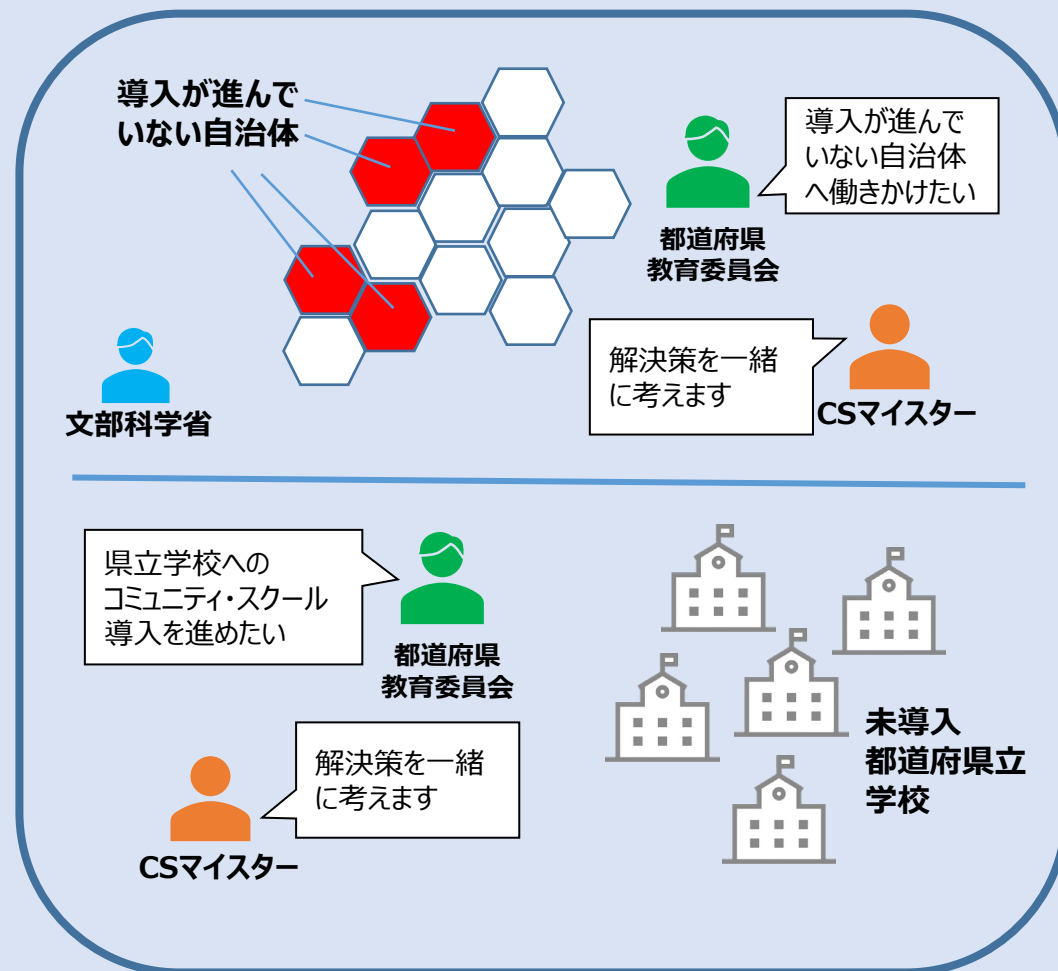 導入が進んで
いない自治体
導入が進んで
いない自治体
へ働きかけたい
都道府県
教育委員会
解決策を一緒
に考えます
CSマイスター
文部科学省
県立学校への
コミュニティ・スクール
導入を進めたい
都道府県
教育委員会
未導入
都道府県立
学校
解決策を一緒
に考えます
CSマイスター